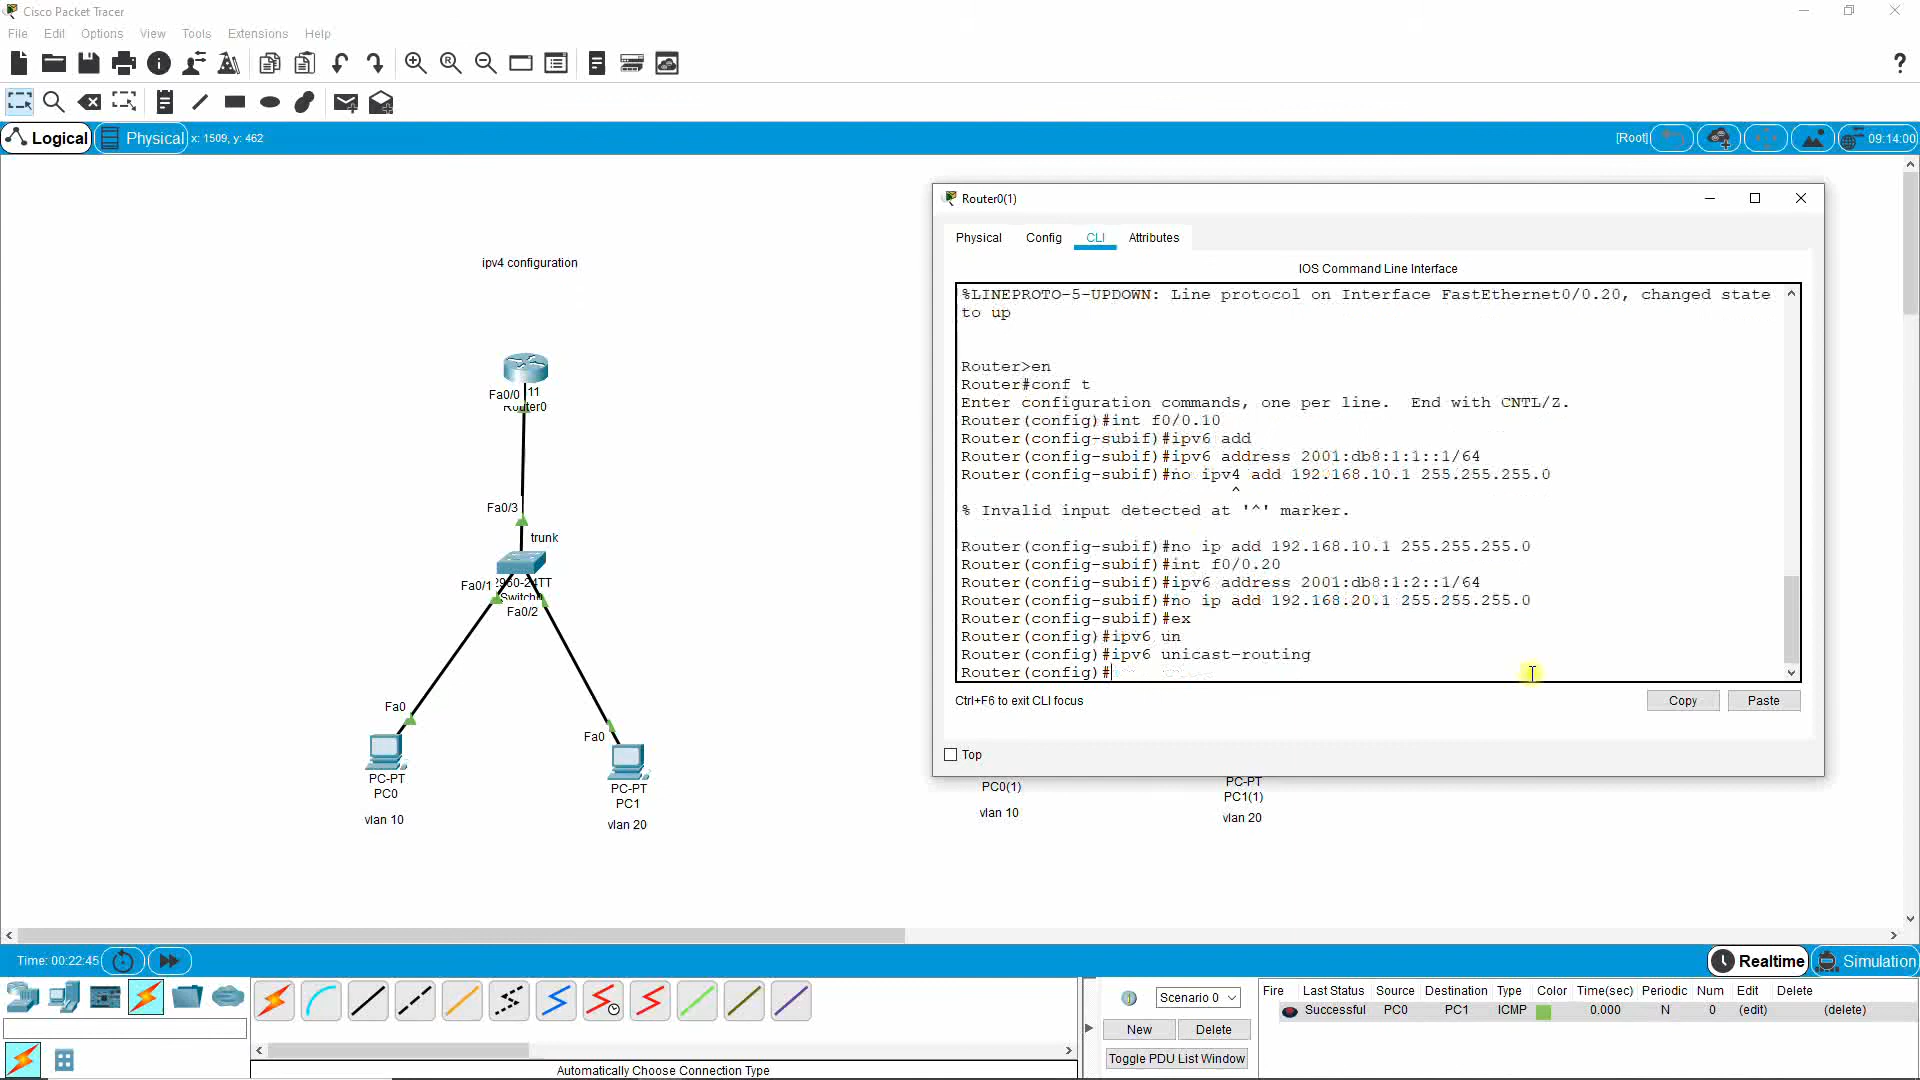 Cisco Packet Tracer
File Edit Options View Tools Extensions Help
Logical Physical x: 1509, y: 462 [Root] 09:14:00
ipv4 configuration
Fa0/0 11
Router0
Fa0/3
trunk
Fa0/1 2960-24TT
Switch0
Fa0/2
Fa0
PC-PT
PC0
vlan 10
Fa0
PC-PT
PC1
vlan 20
Router0(1)
Physical Config CLI Attributes
IOS Command Line Interface
%LINEPROTO-5-UPDOWN: Line protocol on Interface FastEthernet0/0.20, changed state
to up
Router>en
Router#conf t
Enter configuration commands, one per line.  End with CNTL/Z.
Router(config)#int f0/0.10
Router(config-subif)#ipv6 add
Router(config-subif)#ipv6 address 2001:db8:1:1::1/64
Router(config-subif)#no ipv4 add 192.168.10.1 255.255.255.0
^
% Invalid input detected at '^' marker.
Router(config-subif)#no ip add 192.168.10.1 255.255.255.0
Router(config-subif)#int f0/0.20
Router(config-subif)#ipv6 address 2001:db8:1:2::1/64
Router(config-subif)#no ip add 192.168.20.1 255.255.255.0
Router(config-subif)#ex
Router(config)#ipv6 un
Router(config)#ipv6 unicast-routing
Router(config)#
Ctrl+F6 to exit CLI focus Copy Paste
Top
PC0(1)
vlan 10
PC-PT
PC1(1)
vlan 20
Time: 00:22:45 Realtime Simulation
Scenario 0
New Delete
Toggle PDU List Window
Fire Last Status Source Destination Type Color Time(sec) Periodic Num Edit Delete
Successful PC0 PC1 ICMP 0.000 N 0 (edit) (delete)
Automatically Choose Connection Type